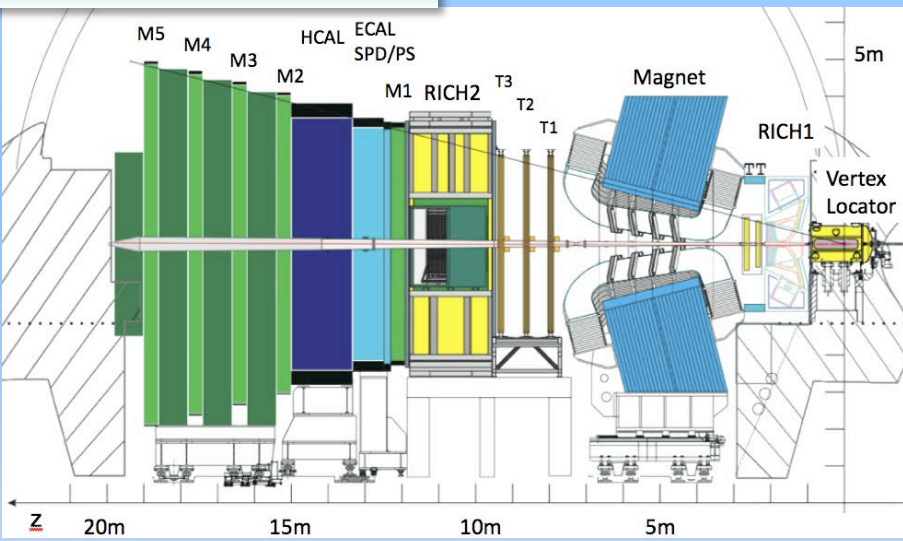 M5
M4
M3
M2
HCAL
ECAL
SPD/PS
M1
RICH2
T3
T2
T1
Magnet
RICH1
Vertex
Locator
5m
z
20m
15m
10m
5m